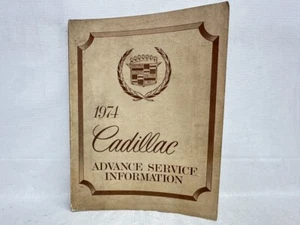 1974
Cadillac
ADVANCE SERVICE
INFORMATION